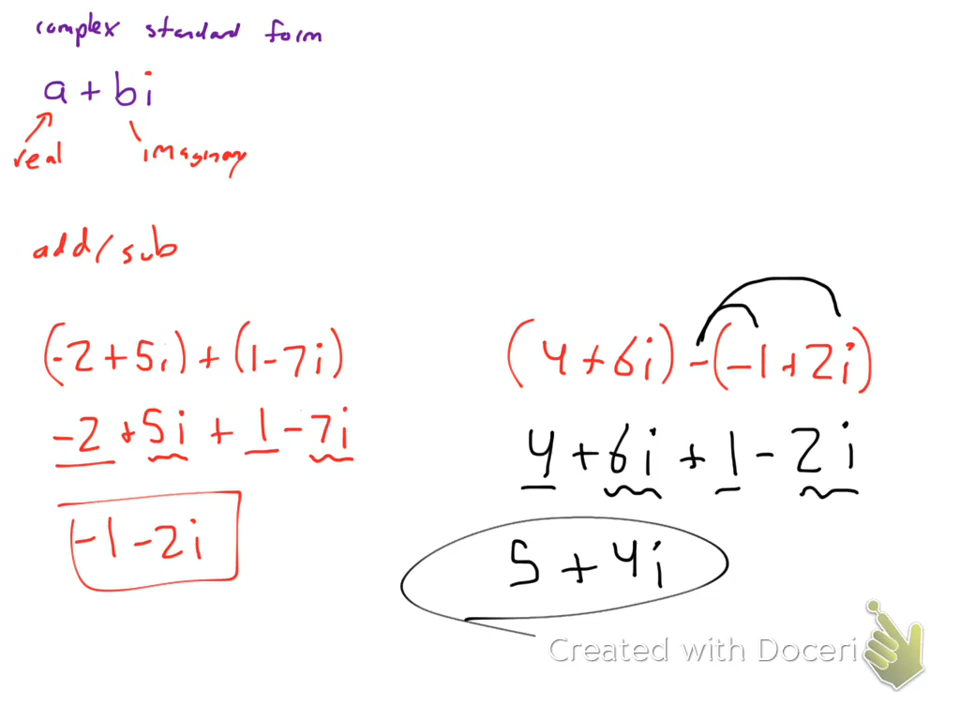 complex standard form
a + bi
real imaginary
add/sub
(-2+5i)+(1-7i)
-2+5i+1-7i
-1-2i
(4+6i)-(-1+2i)
4+6i+1-2i
5+4i
Created with Doceri